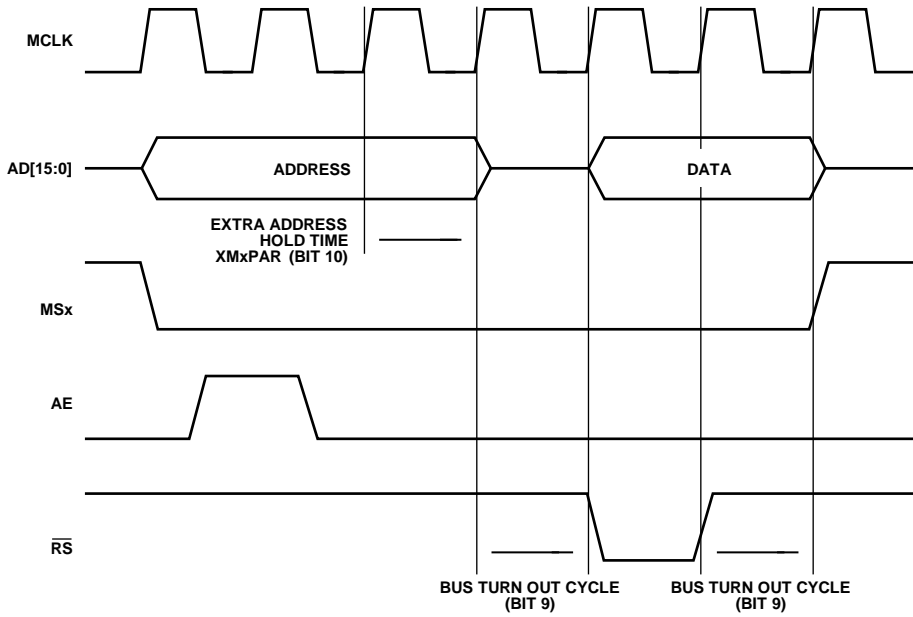 MCLK
AD[15:0]
ADDRESS
DATA
EXTRA ADDRESS
HOLD TIME
XMxPAR (BIT 10)
MSx
AE
RS
BUS TURN OUT CYCLE
(BIT 9)
BUS TURN OUT CYCLE
(BIT 9)